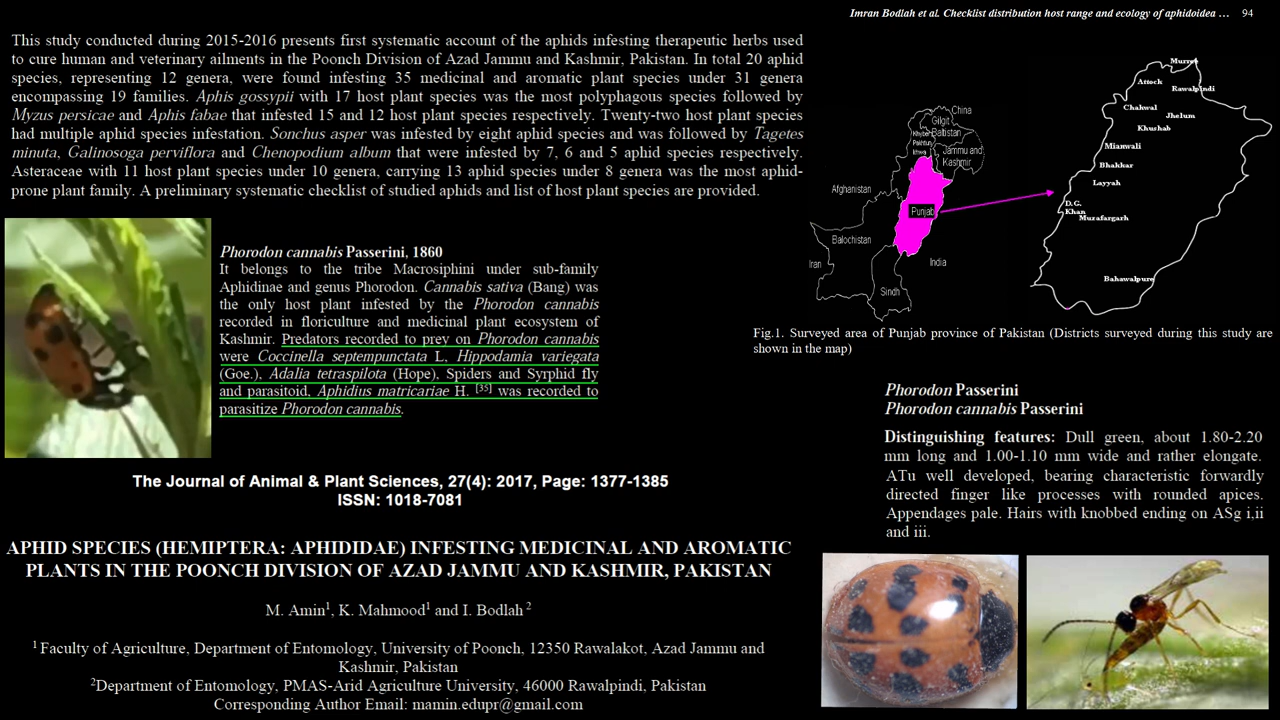 Imran Bodlah et al. Checklist distribution host range and ecology of aphidoidea … 94
This study conducted during 2015-2016 presents first systematic account of the aphids infesting therapeutic herbs used
to cure human and veterinary ailments in the Poonch Division of Azad Jammu and Kashmir, Pakistan. In total 20 aphid
species, representing 12 genera, were found infesting 35 medicinal and aromatic plant species under 31 genera
encompassing 19 families. Aphis gossypii with 17 host plant species was the most polyphagous species followed by
Myzus persicae and Aphis fabae that infested 15 and 12 host plant species respectively. Twenty-two host plant species
had multiple aphid species infestation. Sonchus asper was infested by eight aphid species and was followed by Tagetes
minuta, Galinosoga perviflora and Chenopodium album that were infested by 7, 6 and 5 aphid species respectively.
Asteraceae with 11 host plant species under 10 genera, carrying 13 aphid species under 8 genera was the most aphid-
prone plant family. A preliminary systematic checklist of studied aphids and list of host plant species are provided.
Phorodon cannabis Passerini, 1860
It belongs to the tribe Macrosiphini under sub-family
Aphidinae and genus Phorodon. Cannabis sativa (Bang) was
the only host plant infested by the Phorodon cannabis
recorded in floriculture and medicinal plant ecosystem of
Kashmir. Predators recorded to prey on Phorodon cannabis
were Coccinella septempunctata L, Hippodamia variegata
(Goe.), Adalia tetraspilota (Hope), Spiders and Syrphid fly
and parasitoid, Aphidius matricariae H. [35] was recorded to
parasitize Phorodon cannabis.
The Journal of Animal & Plant Sciences, 27(4): 2017, Page: 1377-1385
ISSN: 1018-7081
APHID SPECIES (HEMIPTERA: APHIDIDAE) INFESTING MEDICINAL AND AROMATIC
PLANTS IN THE POONCH DIVISION OF AZAD JAMMU AND KASHMIR, PAKISTAN
M. Amin1, K. Mahmood1 and I. Bodlah 2
1 Faculty of Agriculture, Department of Entomology, University of Poonch, 12350 Rawalakot, Azad Jammu and
Kashmir, Pakistan
2Department of Entomology, PMAS-Arid Agriculture University, 46000 Rawalpindi, Pakistan
Corresponding Author Email: mamin.edupr@gmail.com
China
Gilgit
Baltistan
Khyber
Pakhtun
khwa
Jammu and
Kashmir
Afghanistan
Punjab
Balochistan
Iran
India
Sindh
Murree
Attock
Rawalpindi
Chakwal
Jhelum
Khushab
Mianwali
Bhakkar
Layyah
D.G.
Khan
Muzafargarh
Bahawalpure
Fig.1. Surveyed area of Punjab province of Pakistan (Districts surveyed during this study are
shown in the map)
Phorodon Passerini
Phorodon cannabis Passerini
Distinguishing features: Dull green, about 1.80-2.20
mm long and 1.00-1.10 mm wide and rather elongate.
ATu well developed, bearing characteristic forwardly
directed finger like processes with rounded apices.
Appendages pale. Hairs with knobbed ending on ASg i,ii
and iii.